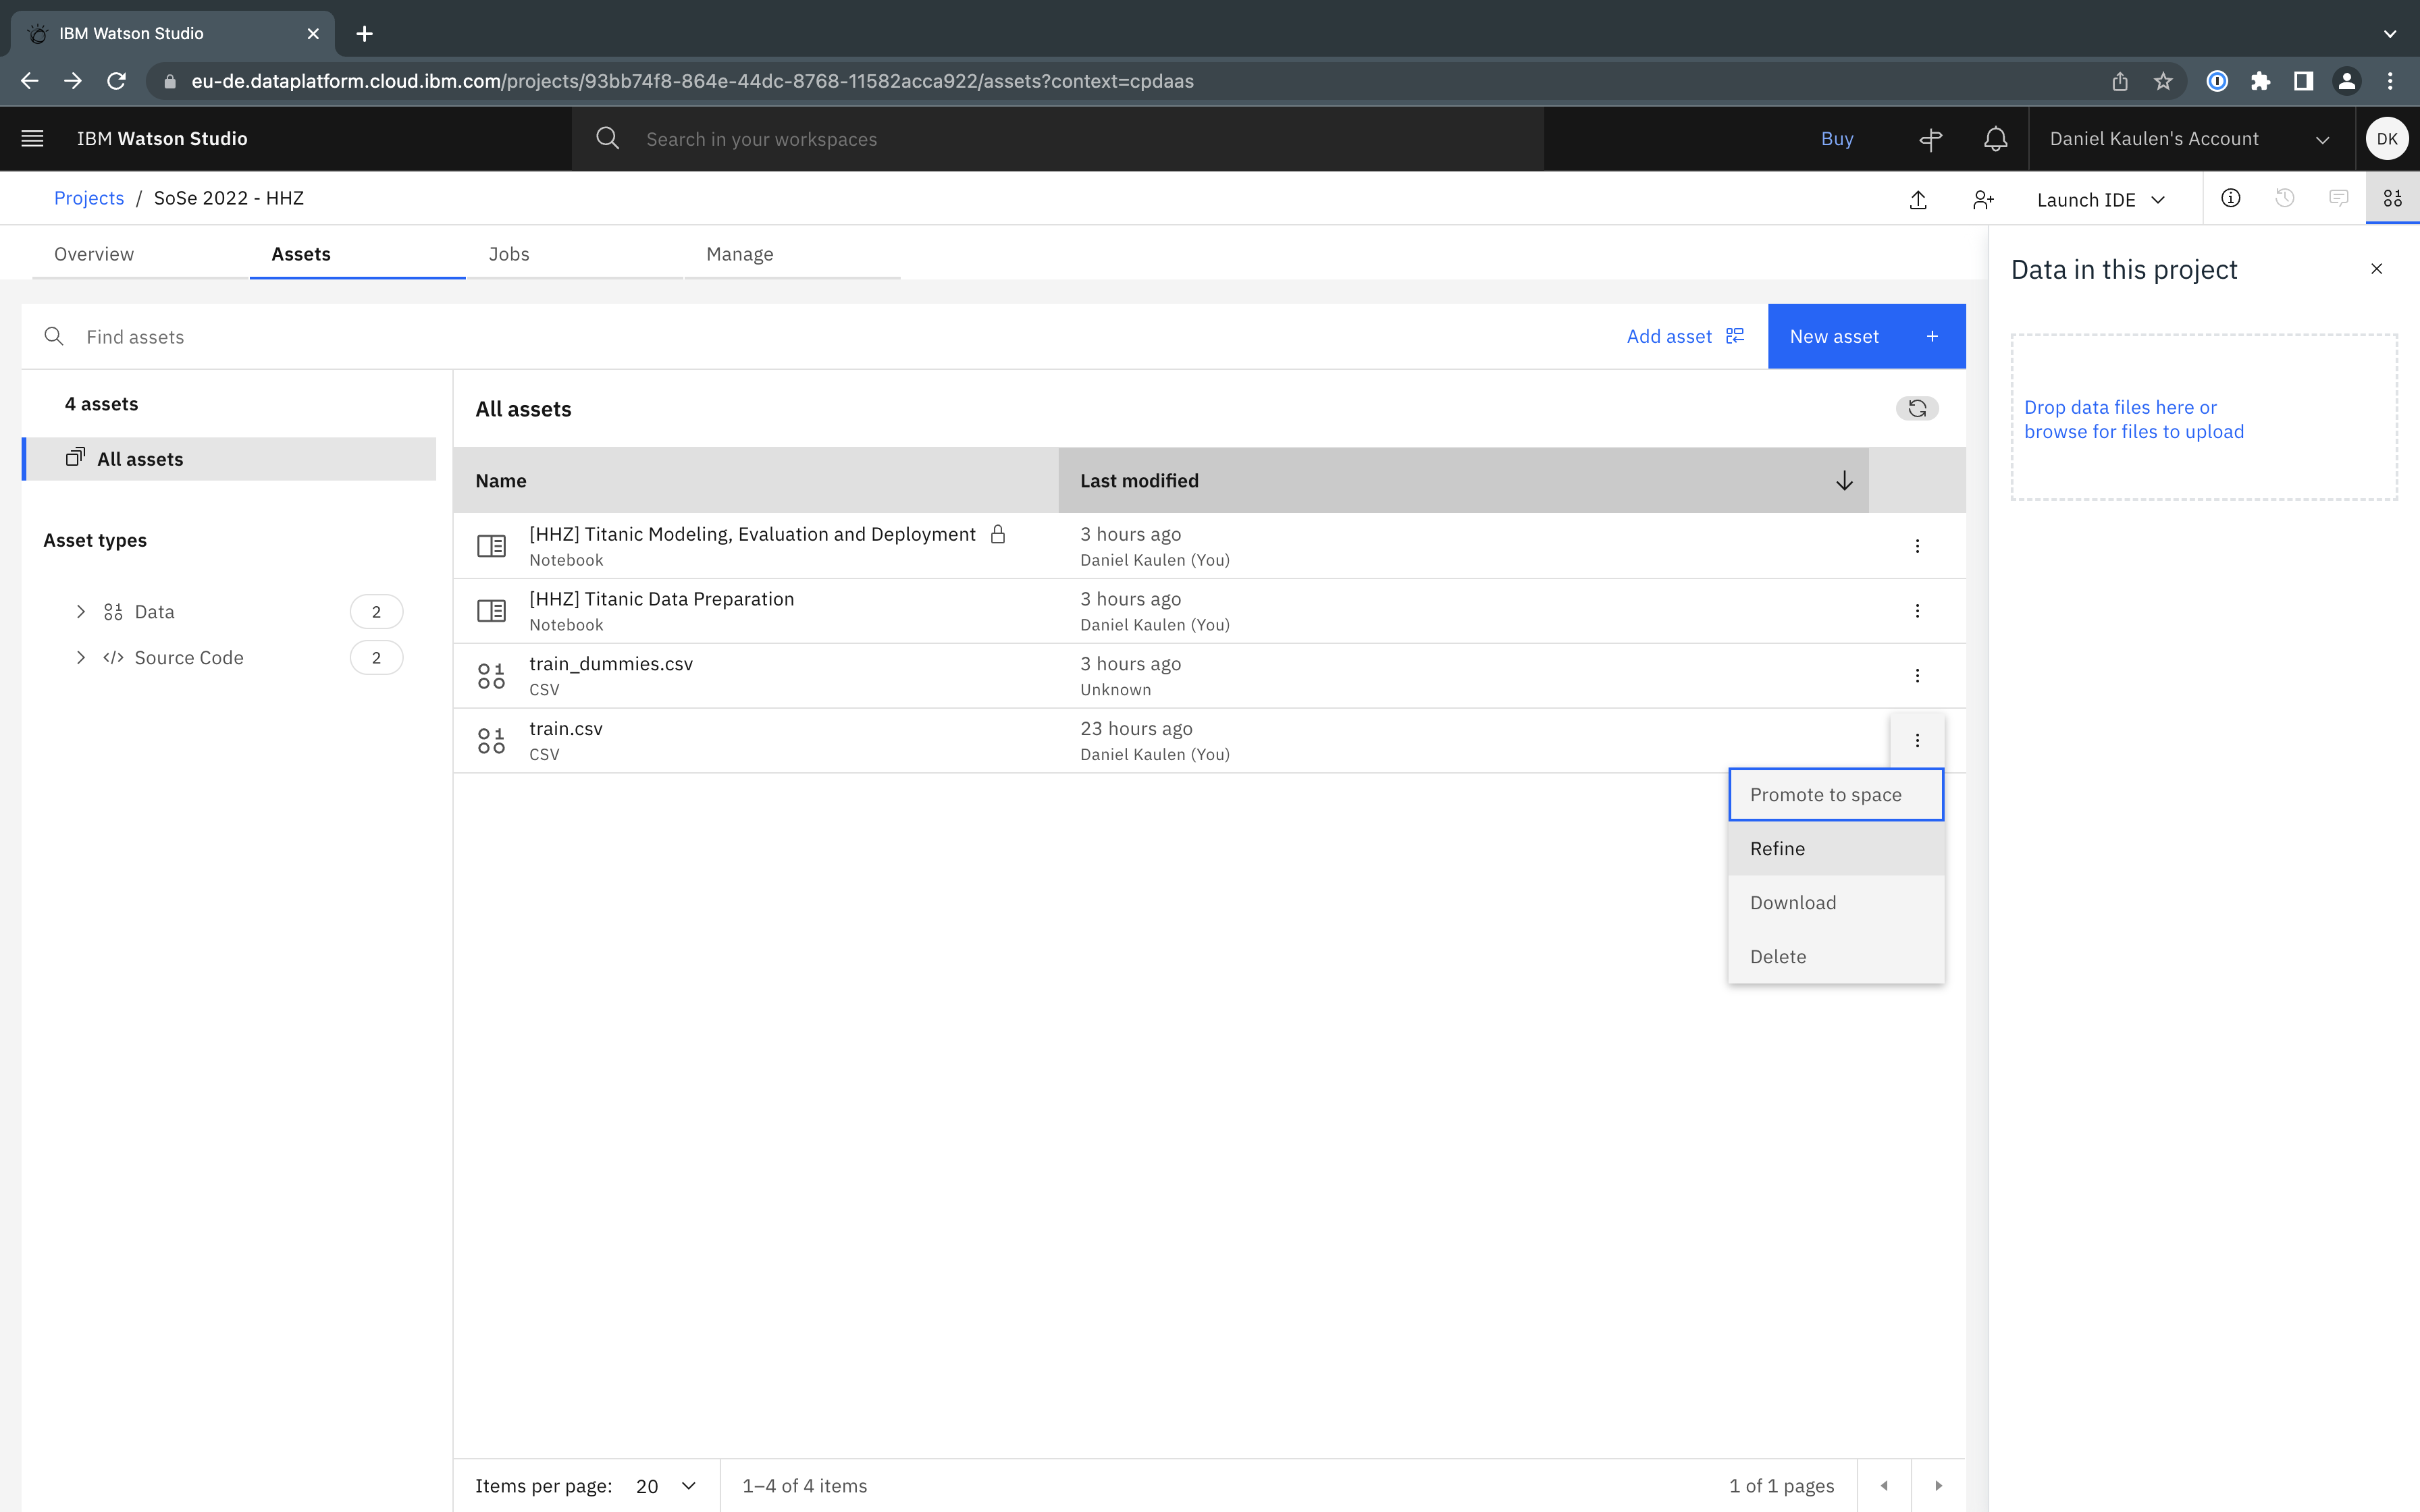 IBM Watson Studio
eu-de.dataplatform.cloud.ibm.com/projects/93bb74f8-864e-44dc-8768-11582acca922/assets?context=cpdaas
IBM Watson Studio
Search in your workspaces
Buy
Daniel Kaulen's Account
DK
Projects / SoSe 2022 - HHZ
Launch IDE
Overview
Assets
Jobs
Manage
Data in this project
Find assets
Add asset
New asset +
Drop data files here or
browse for files to upload
4 assets
All assets
Asset types
Data 2
Source Code 2
All assets
Name
Last modified
[HHZ] Titanic Modeling, Evaluation and Deployment
Notebook
3 hours ago
Daniel Kaulen (You)
[HHZ] Titanic Data Preparation
Notebook
3 hours ago
Daniel Kaulen (You)
train_dummies.csv
CSV
3 hours ago
Unknown
train.csv
CSV
23 hours ago
Daniel Kaulen (You)
Promote to space
Refine
Download
Delete
Items per page: 20
1–4 of 4 items
1 of 1 pages